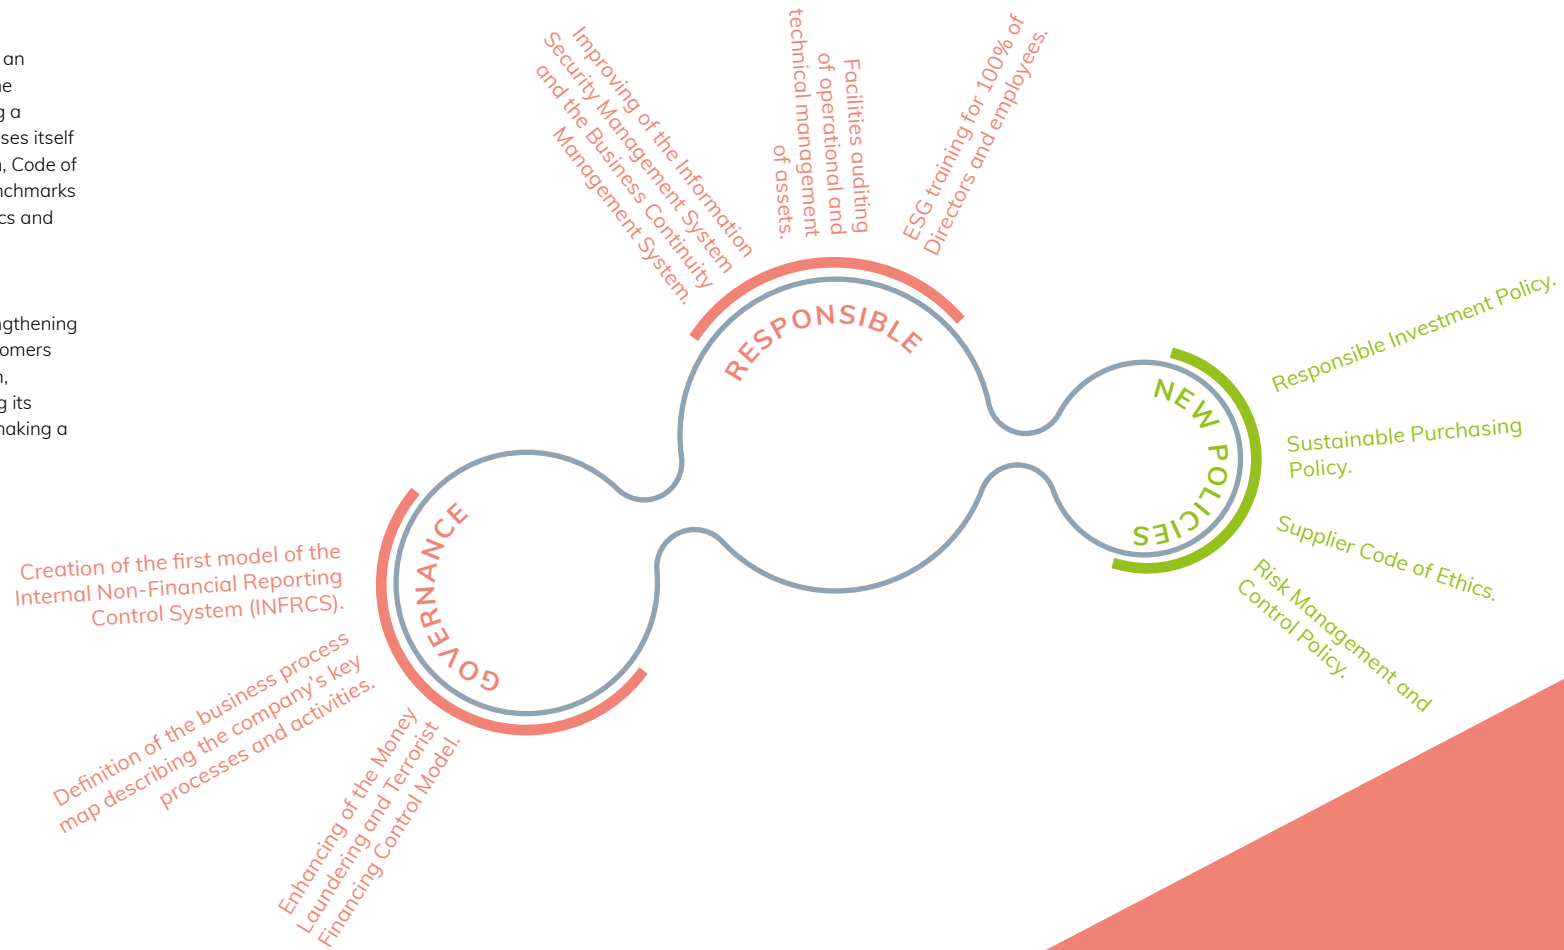 an
ne
g a
ses itself
, Code of
nchmarks
cs and
ngthening
omers
n,
g its
making a
Improving of the Information
Security Management System
and the Business Continuity
Management System.
Facilities auditing
of operational and
technical management
of assets.
ESG training for 100% of
Directors and employees.
RESPONSIBLE
GOVERNANCE
Creation of the first model of the
Internal Non-Financial Reporting
Control System (INFRCS).
Definition of the business process
map describing the company’s key
processes and activities.
Enhancing of the Money
Laundering and Terrorist
Financing Control Model.
NEW POLICIES
Responsible Investment Policy.
Sustainable Purchasing
Policy.
Supplier Code of Ethics.
Risk Management and
Control Policy.